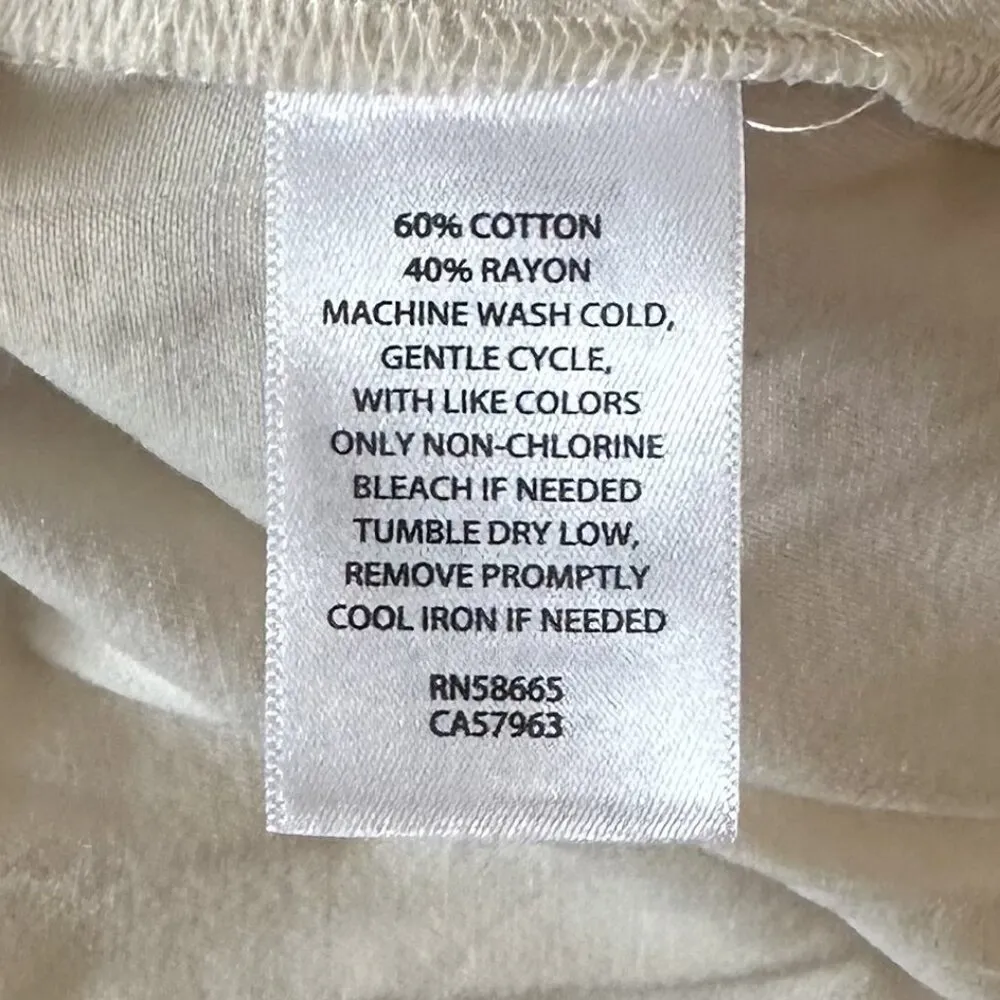 60% COTTON
40% RAYON
MACHINE WASH COLD,
GENTLE CYCLE,
WITH LIKE COLORS
ONLY NON-CHLORINE
BLEACH IF NEEDED
TUMBLE DRY LOW,
REMOVE PROMPTLY
COOL IRON IF NEEDED
RN58665
CA57963